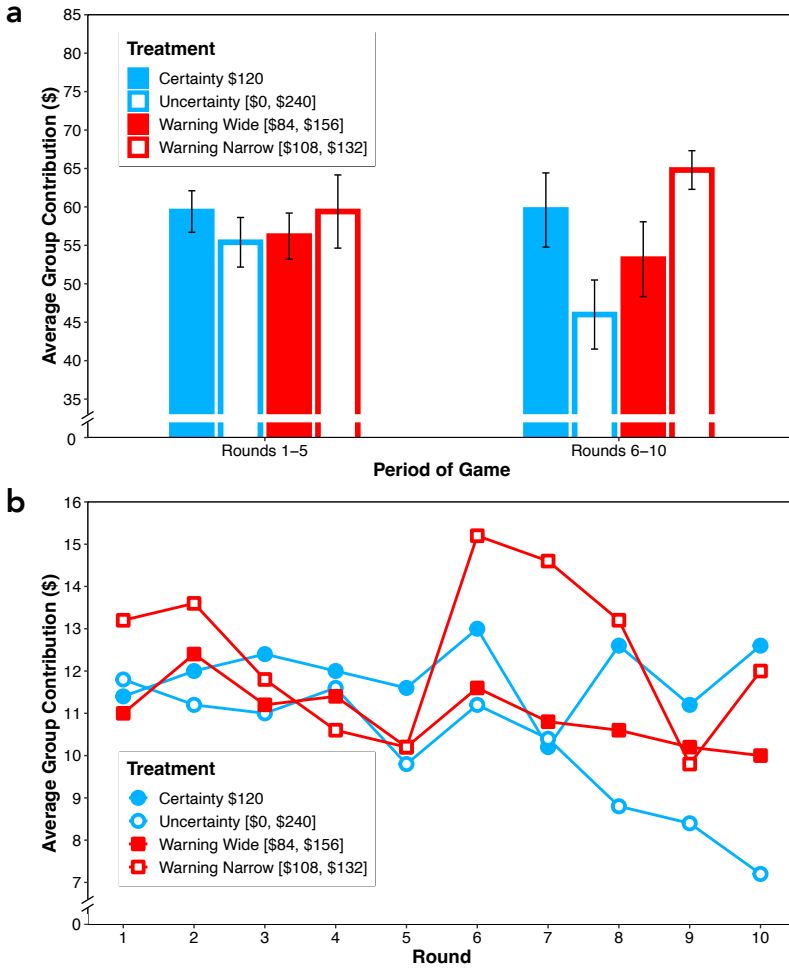 a
Average Group Contribution ($)
85
80
75
70
65
60
55
50
45
40
35
0
Treatment
Certainty $120
Uncertainty [$0, $240]
Warning Wide [$84, $156]
Warning Narrow [$108, $132]
Rounds 1–5
Rounds 6–10
Period of Game
b
Average Group Contribution ($)
16
15
14
13
12
11
10
9
8
7
0
Treatment
Certainty $120
Uncertainty [$0, $240]
Warning Wide [$84, $156]
Warning Narrow [$108, $132]
1 2 3 4 5 6 7 8 9 10
Round